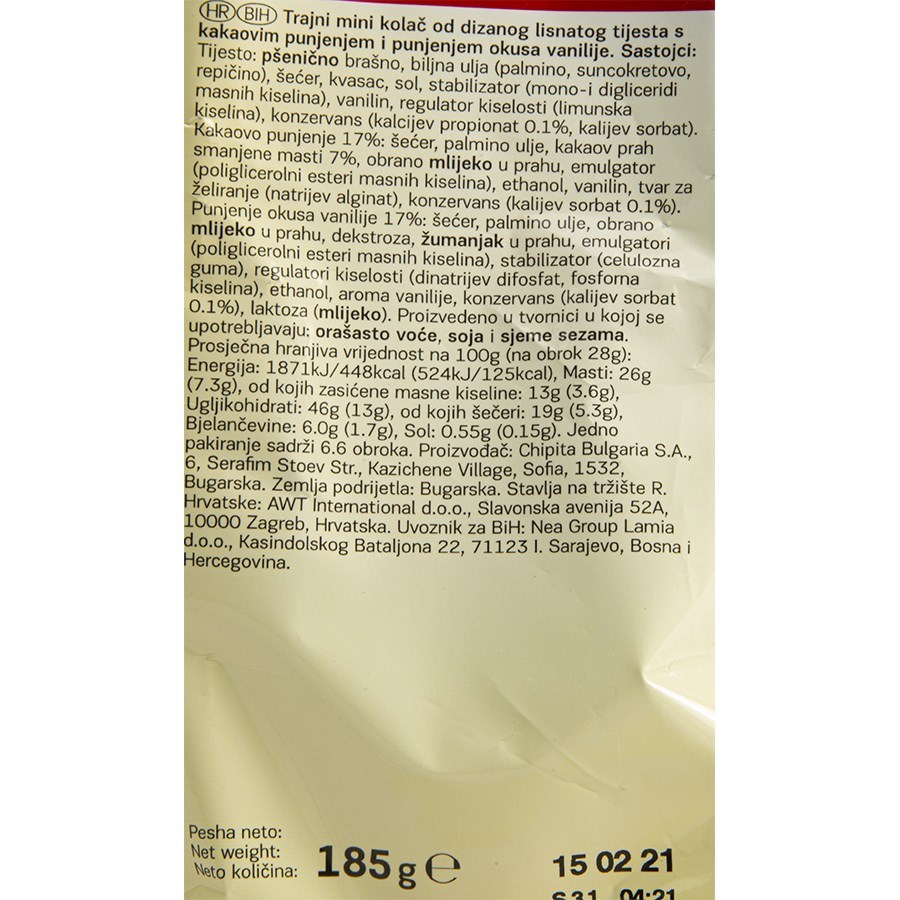 HR BIH Trajni mini kolač od dizanog lisnatog tijesta s
kakaovim punjenjem i punjenjem okusa vanilije. Sastojci:
Tijesto: pšenično brašno, biljna ulja (palmino, suncokretovo,
repičino), šećer, kvasac, sol, stabilizator (mono-i digliceridi
masnih kiselina), vanilin, regulator kiselosti (limunska
kiselina), konzervans (kalcijev propionat 0.1%, kalijev sorbat).
Kakaovo punjenje 17%: šećer, palmino ulje, kakaov prah
smanjene masti 7%, obrano mlijeko u prahu, emulgator
(poliglicerolni esteri masnih kiselina), ethanol, vanilin, tvar za
želiranje (natrijev alginat), konzervans (kalijev sorbat 0.1%).
Punjenje okusa vanilije 17%: šećer, palmino ulje, obrano
mlijeko u prahu, dekstroza, žumanjak u prahu, emulgatori
(poliglicerolni esteri masnih kiselina), stabilizator (celulozna
guma), regulatori kiselosti (dinatrijev difosfat, fosforna
kiselina), ethanol, aroma vanilije, konzervans (kalijev sorbat
0.1%), laktoza (mlijeko). Proizvedeno u tvornici u kojoj se
upotrebljavaju: orašasto voće, soja i sjeme sezama.
Prosječna hranjiva vrijednost na 100g (na obrok 28g):
Energija: 1871kJ/448kcal (524kJ/125kcal), Masti: 26g
(7.3g), od kojih zasićene masne kiseline: 13g (3.6g),
Ugljikohidrati: 46g (13g), od kojih šečeri: 19g (5.3g),
Bjelančevine: 6.0g (1.7g), Sol: 0.55g (0.15g). Jedno
pakiranje sadrži 6.6 obroka. Proizvođač: Chipita Bulgaria S.A.,
6, Serafim Stoev Str., Kazichene Village, Sofia, 1532,
Bugarska. Zemlja podrijetla: Bugarska. Stavlja na tržište R.
Hrvatske: AWT International d.o.o., Slavonska avenija 52A,
10000 Zagreb, Hrvatska. Uvoznik za BiH: Nea Group Lamia
d.o.o., Kasindolskog Bataljona 22, 71123 I. Sarajevo, Bosna i
Hercegovina.
Pesha neto:
Net weight:
Neto količina: 185g e
15 02 21
S31 04:21